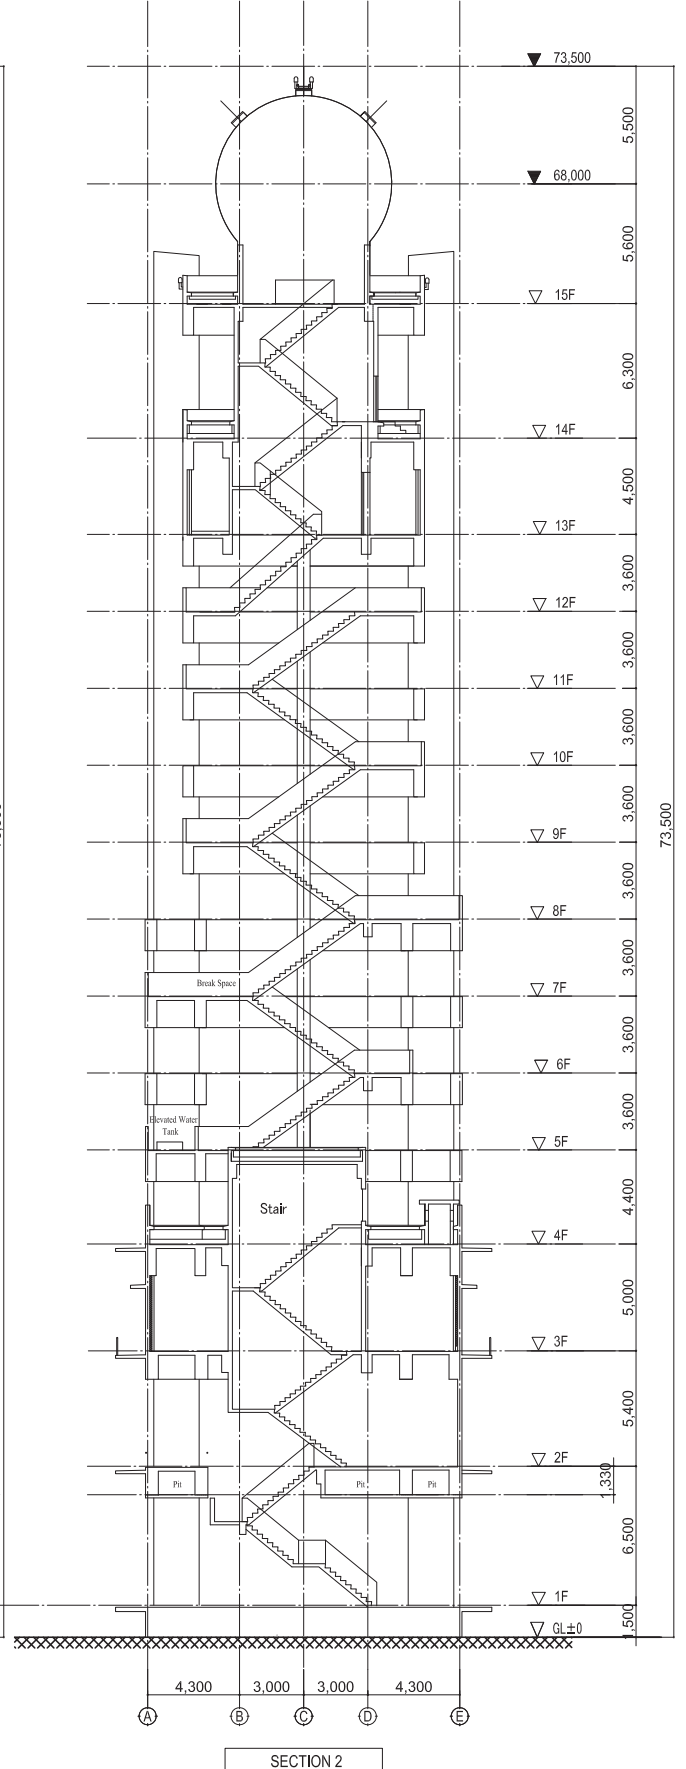 73,500
5,500
68,000
5,600
15F
6,300
14F
4,500
13F
3,600
12F
3,600
11F
3,600
10F
3,600
73,500
9F
3,600
8F
3,600
Break Space
7F
3,600
6F
3,600
Elevated Water
Tank
5F
4,400
Stair
4F
5,000
3F
5,400
2F
Pit
Pit
Pit
1,330
6,500
1F
1,500
GL±0
4,300
3,000
3,000
4,300
A
B
C
D
E
SECTION 2